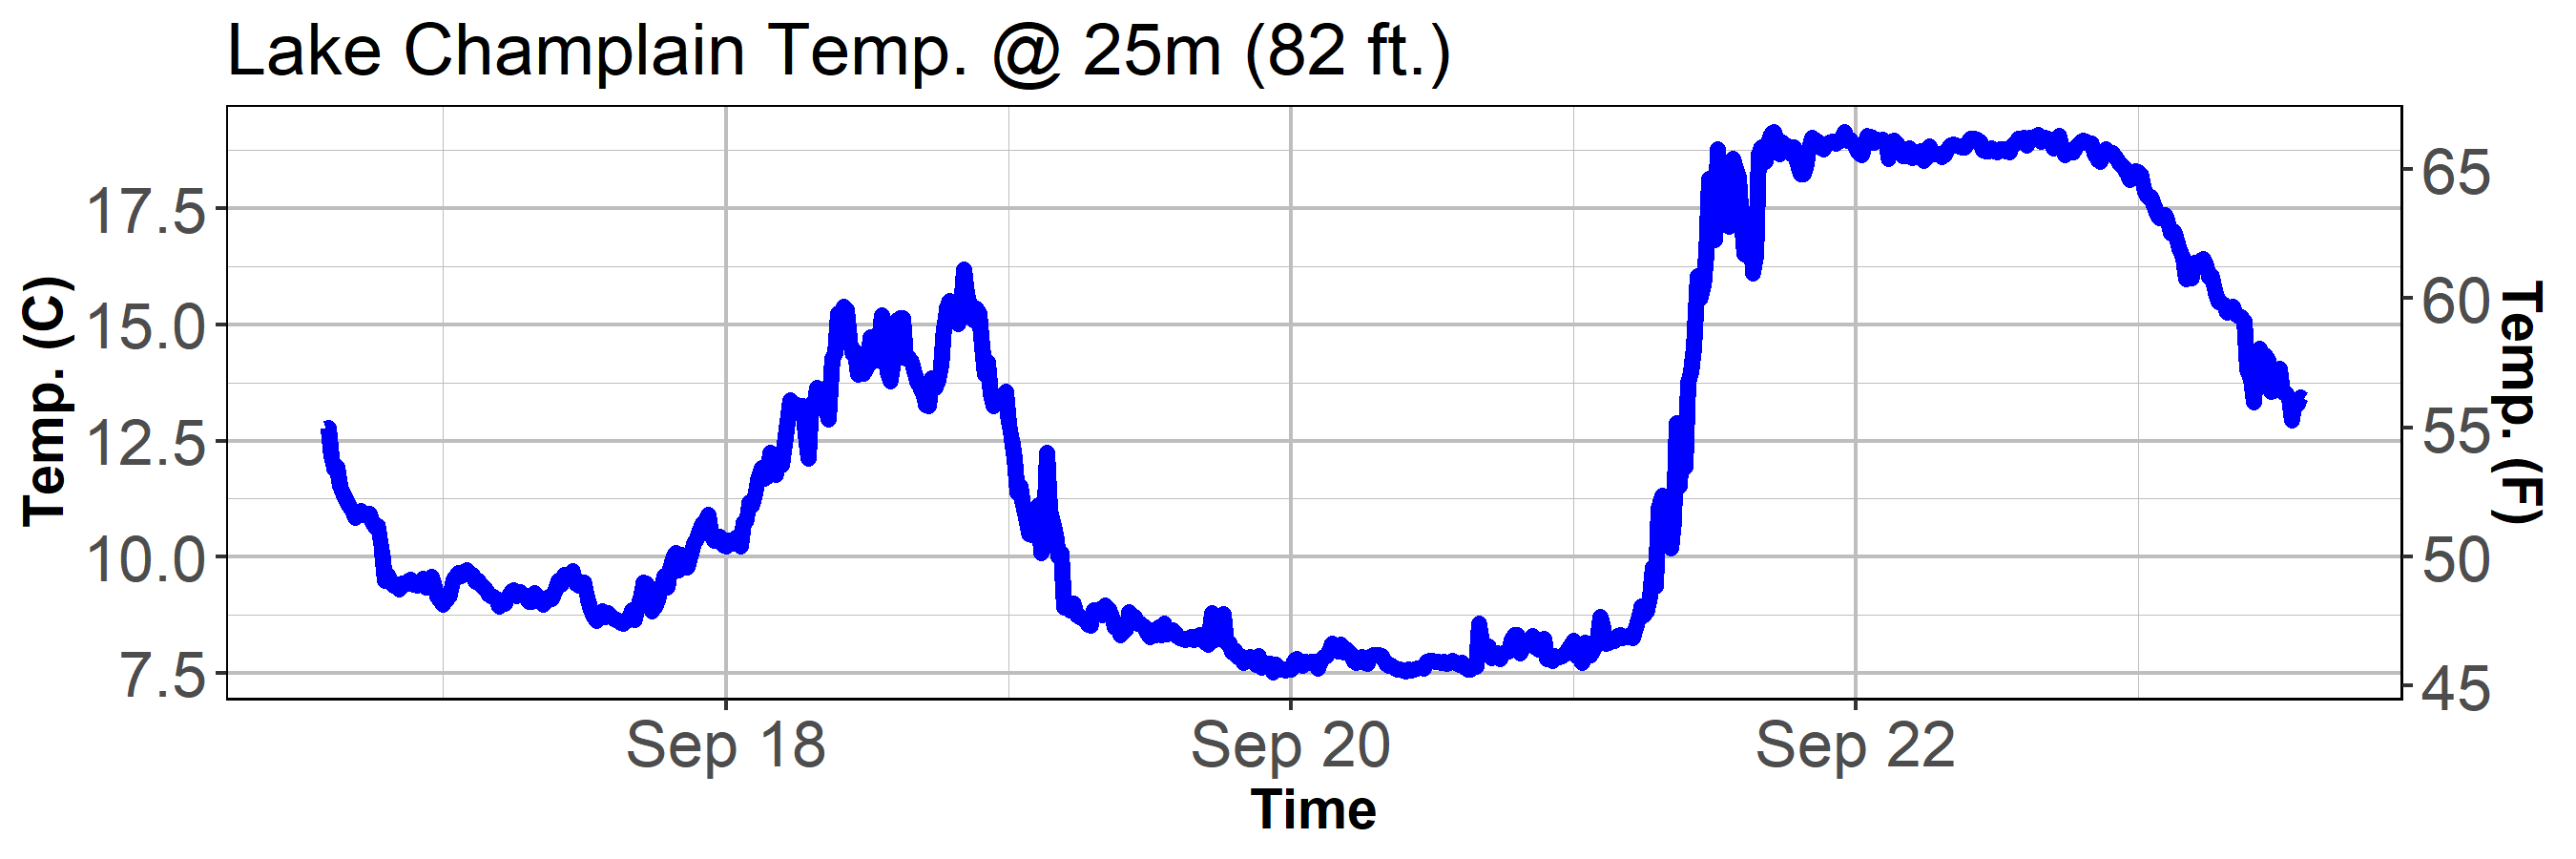 Lake Champlain Temp. @ 25m (82 ft.)
Temp. (C)
17.5
15.0
12.5
10.0
7.5
65
60
55
50
45
Temp. (F)
Sep 18
Sep 20
Sep 22
Time